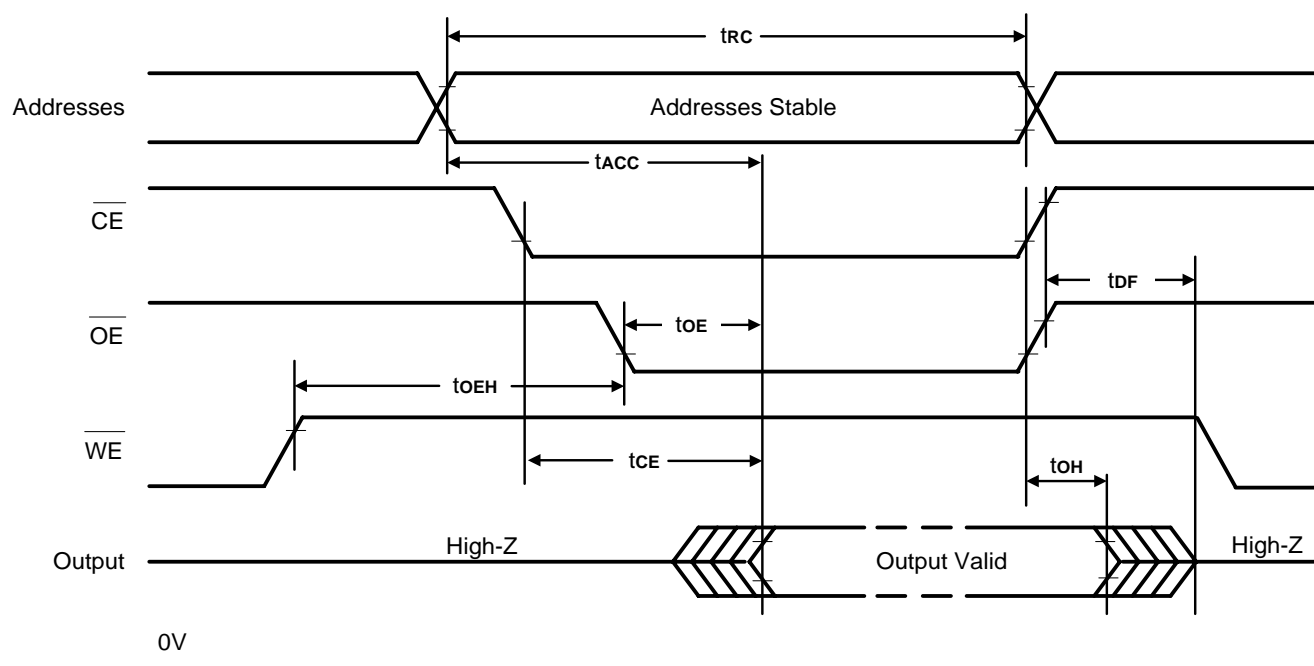 tRC
Addresses
Addresses Stable
tACC
CE
tDF
OE
tOE
tOEH
WE
tCE
tOH
High-Z
High-Z
Output
Output Valid
0V